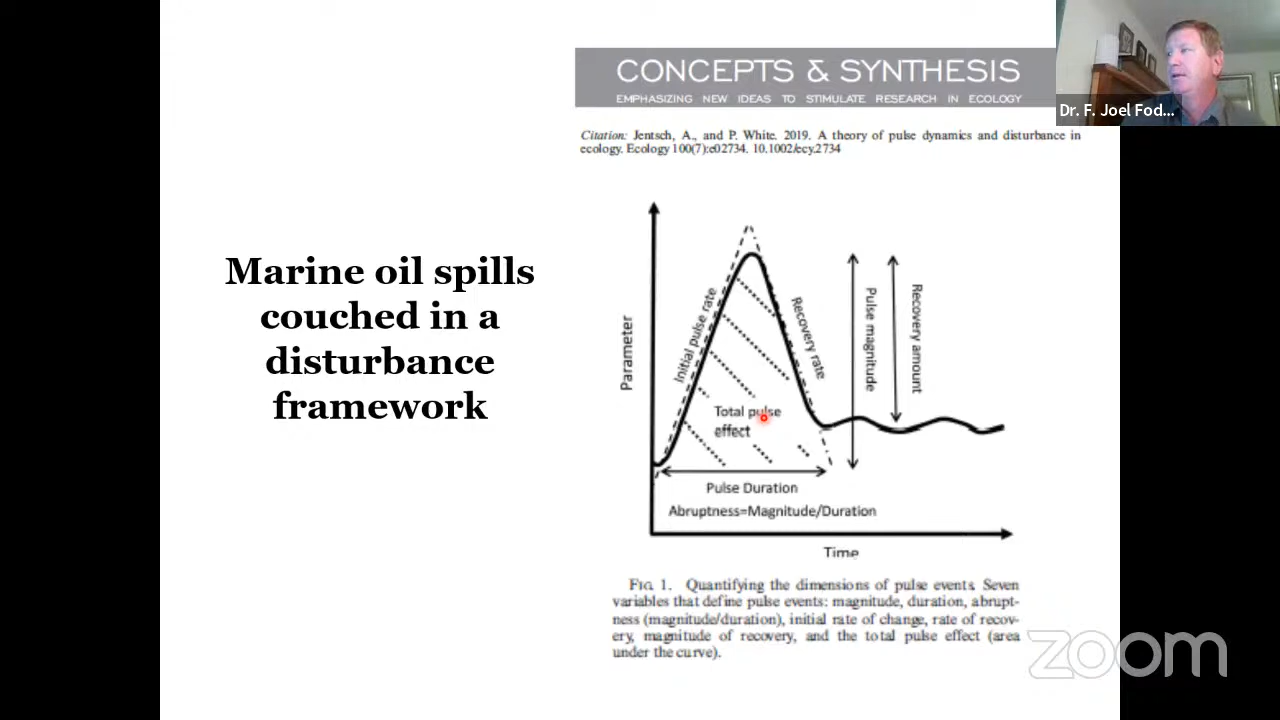 CONCEPTS & SYNTHESIS
EMPHASIZING NEW IDEAS TO STIMULATE RESEARCH IN ECOLOGY
Dr. F. Joel Fod...
Citation: Jentsch, A., and P. White. 2019. A theory of pulse dynamics and disturbance in
ecology. Ecology 100(7):e02734. 10.1002/ecy.2734
Marine oil spills
couched in a
disturbance
framework
Parameter
Initial pulse rate
Recovery rate
Pulse magnitude
Recovery amount
Total pulse
effect
Pulse Duration
Abruptness=Magnitude/Duration
Time
FIG. 1. Quantifying the dimensions of pulse events. Seven
variables that define pulse events: magnitude, duration, abrupt-
ness (magnitude/duration), initial rate of change, rate of recov-
ery, magnitude of recovery, and the total pulse effect (area
under the curve).
zoom